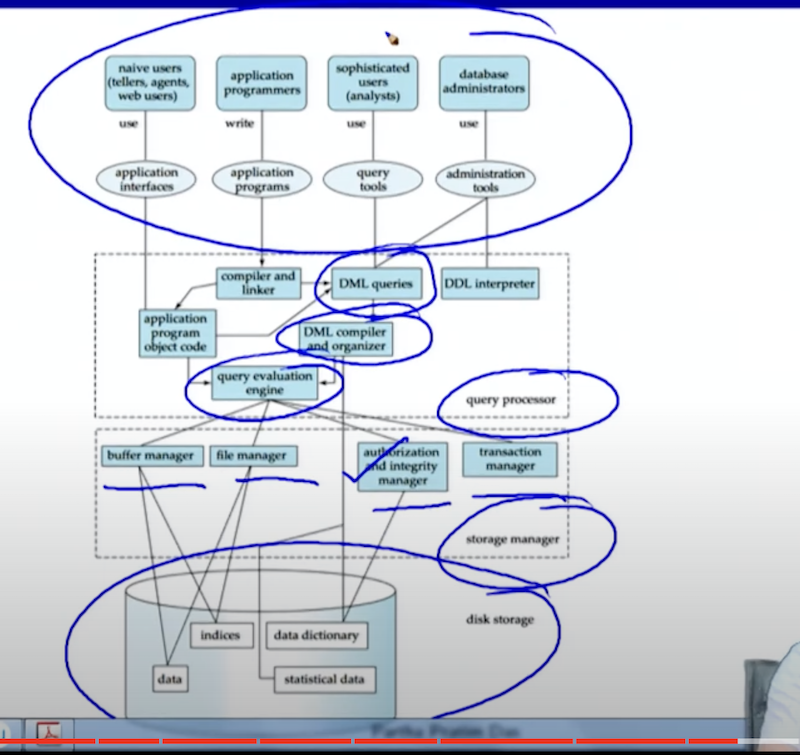 naive users
(tellers, agents,
web users)
application
programmers
sophisticated
users
(analysts)
database
administrators
use
write
use
use
application
interfaces
application
programs
query
tools
administration
tools
compiler and
linker
DML queries
DDL interpreter
application
program
object code
DML compiler
and organizer
query evaluation
engine
query processor
buffer manager
file manager
authorization
and integrity
manager
transaction
manager
storage manager
disk storage
indices
data dictionary
data
statistical data
Partha Pratim Das